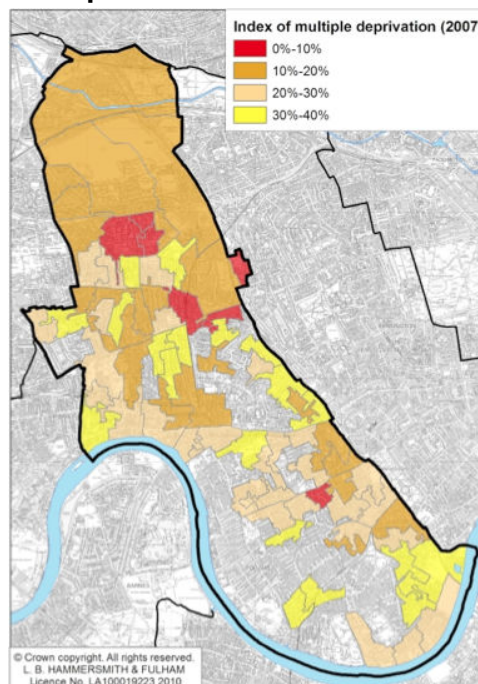 Index of multiple deprivation (2007
0%-10%
10%-20%
20%-30%
30%-40%
© Crown copyright. All rights reserved.
L. B. HAMMERSMITH & FULHAM
Licence No. LA100019223 2010